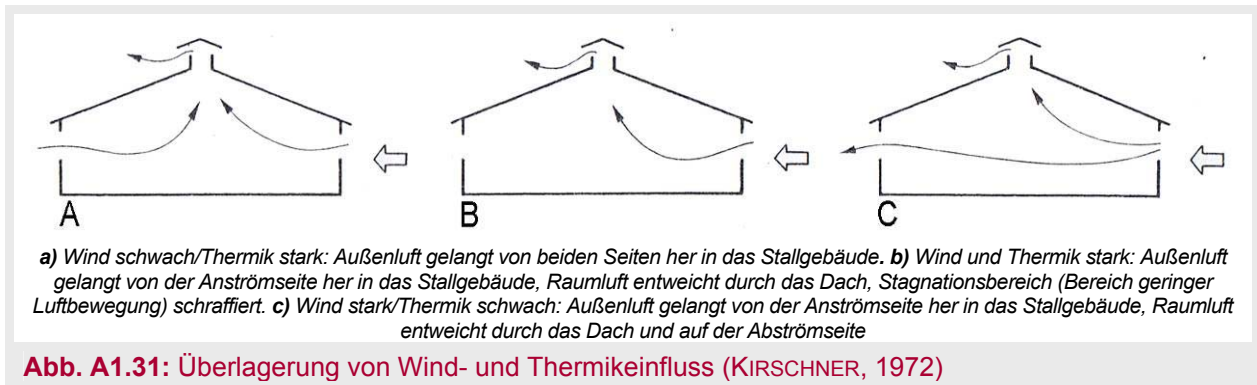 A
B
C
a) Wind schwach/Thermik stark: Außenluft gelangt von beiden Seiten her in das Stallgebäude. b) Wind und Thermik stark: Außenluft
gelangt von der Anströmseite her in das Stallgebäude, Raumluft entweicht durch das Dach, Stagnationsbereich (Bereich geringer
Luftbewegung) schraffiert. c) Wind stark/Thermik schwach: Außenluft gelangt von der Anströmseite her in das Stallgebäude, Raumluft
entweicht durch das Dach und auf der Abströmseite
Abb. A1.31: Überlagerung von Wind- und Thermikeinfluss (KIRSCHNER, 1972)